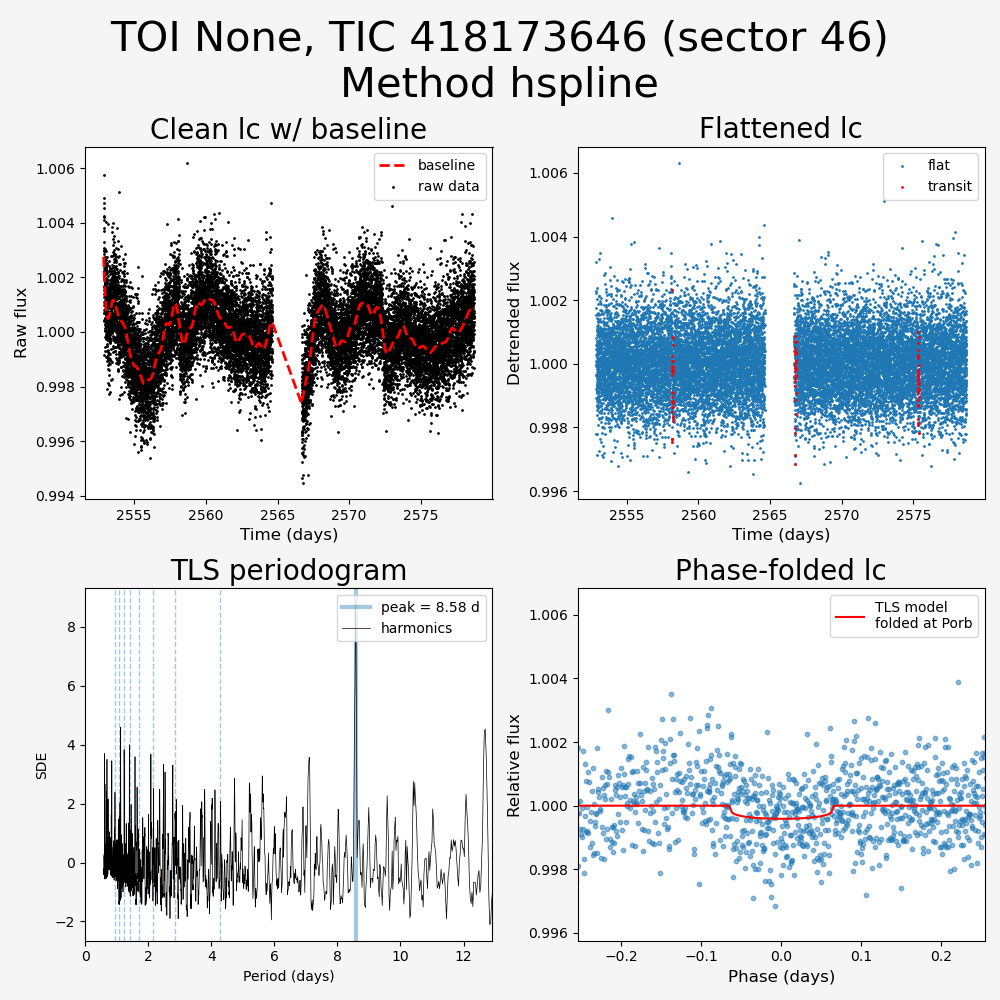 TOI None, TIC 418173646 (sector 46)
Method hspline
Clean lc w/ baseline
Flattened lc
baseline
raw data
flat
transit
1.006
1.004
1.002
1.000
0.998
0.996
0.994
Raw flux
2555 2560 2565 2570 2575
Time (days)
1.006
1.004
1.002
1.000
0.998
0.996
Detrended flux
2555 2560 2565 2570 2575
Time (days)
TLS periodogram
Phase-folded lc
peak = 8.58 d
harmonics
TLS model
folded at Porb
8
6
4
2
0
−2
SDE
0 2 4 6 8 10 12
Period (days)
1.006
1.004
1.002
1.000
0.998
0.996
Relative flux
−0.2 −0.1 0.0 0.1 0.2
Phase (days)